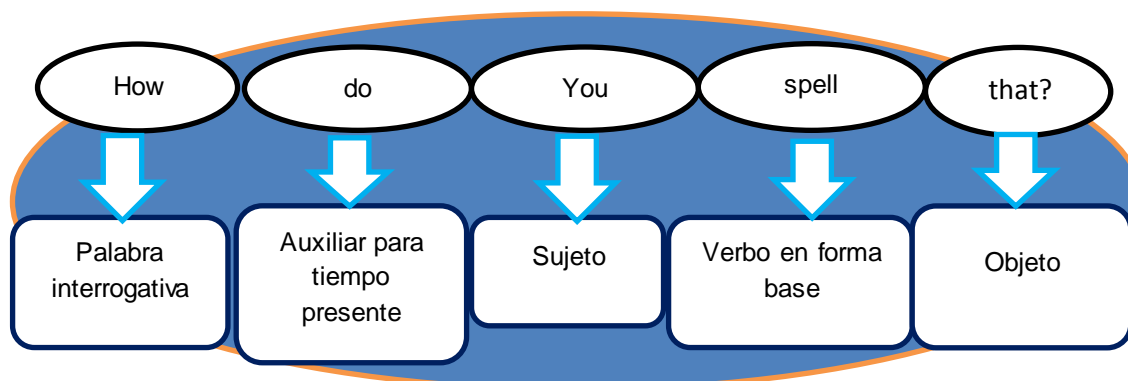 How do You spell that?
Palabra interrogativa
Auxiliar para tiempo presente
Sujeto
Verbo en forma base
Objeto